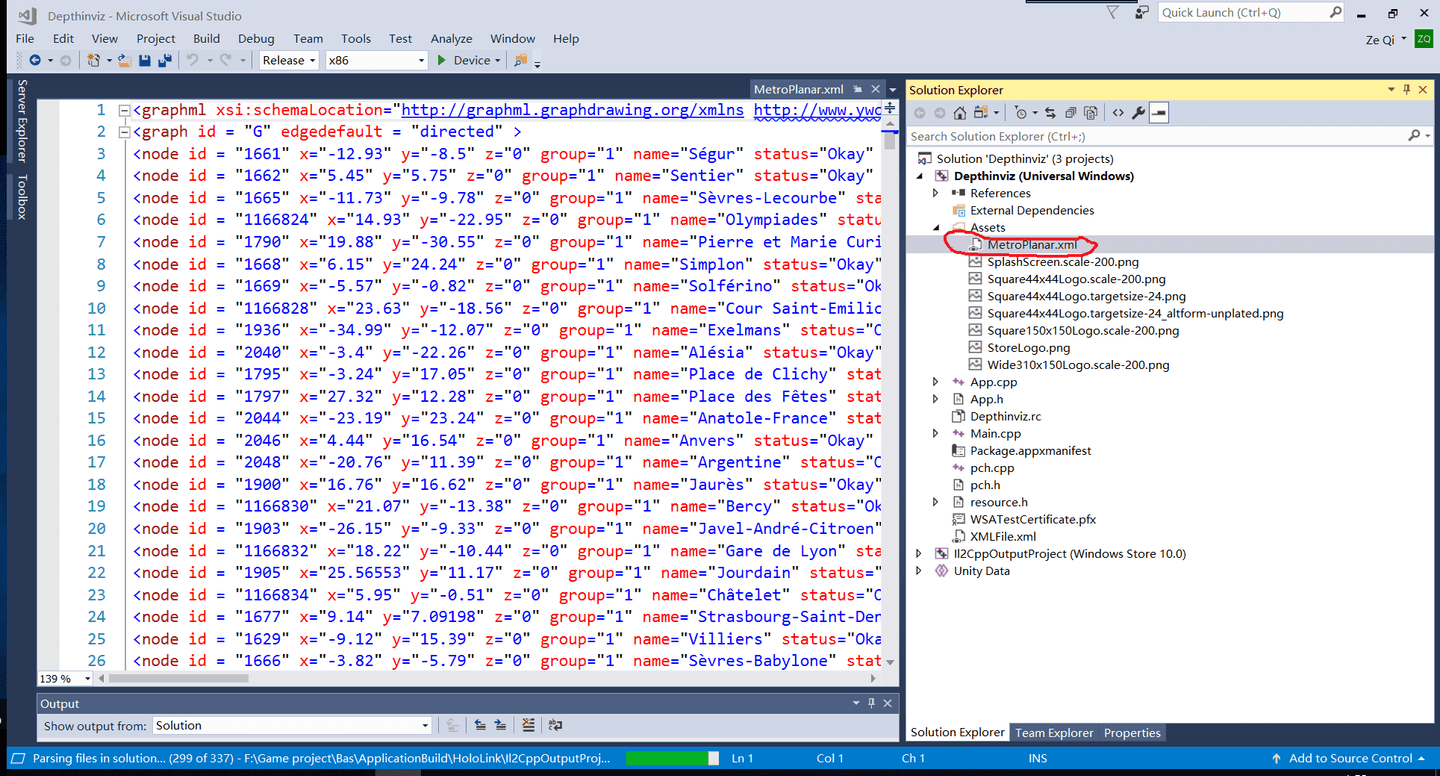 Depthinviz - Microsoft Visual Studio
Quick Launch (Ctrl+Q)
File Edit View Project Build Debug Team Tools Test Analyze Window Help
Ze Qi ZQ
Release x86 Device
Server Explorer
Toolbox
MetroPlanar.xml
1 <graphml xsi:schemaLocation="http://graphml.graphdrawing.org/xmlns http://www.ywo
2 <graph id = "G" edgedefault = "directed" >
3 <node id = "1661" x="-12.93" y="-8.5" z="0" group="1" name="Ségur" status="Okay"
4 <node id = "1662" x="5.45" y="5.75" z="0" group="1" name="Sentier" status="Okay"
5 <node id = "1665" x="-11.73" y="-9.78" z="0" group="1" name="Sèvres-Lecourbe" sta
6 <node id = "1166824" x="14.93" y="-22.95" z="0" group="1" name="Olympiades" statu
7 <node id = "1790" x="19.88" y="-30.55" z="0" group="1" name="Pierre et Marie Curi
8 <node id = "1668" x="6.15" y="24.24" z="0" group="1" name="Simplon" status="Okay"
9 <node id = "1669" x="-5.57" y="-0.82" z="0" group="1" name="Solférino" status="Ok
10 <node id = "1166828" x="23.63" y="-18.56" z="0" group="1" name="Cour Saint-Emilio
11 <node id = "1936" x="-34.99" y="-12.07" z="0" group="1" name="Exelmans" status="O
12 <node id = "2040" x="-3.4" y="-22.26" z="0" group="1" name="Alésia" status="Okay"
13 <node id = "1795" x="-3.24" y="17.05" z="0" group="1" name="Place de Clichy" stat
14 <node id = "1797" x="27.32" y="12.28" z="0" group="1" name="Place des Fêtes" stat
15 <node id = "2044" x="-23.19" y="23.24" z="0" group="1" name="Anatole-France" stat
16 <node id = "2046" x="4.44" y="16.54" z="0" group="1" name="Anvers" status="Okay"
17 <node id = "2048" x="-20.76" y="11.39" z="0" group="1" name="Argentine" status="O
18 <node id = "1900" x="16.76" y="16.62" z="0" group="1" name="Jaurès" status="Okay"
19 <node id = "1166830" x="21.07" y="-13.38" z="0" group="1" name="Bercy" status="Ok
20 <node id = "1903" x="-26.15" y="-9.33" z="0" group="1" name="Javel-André-Citroen"
21 <node id = "1166832" x="18.22" y="-10.44" z="0" group="1" name="Gare de Lyon" sta
22 <node id = "1905" x="25.56553" y="11.17" z="0" group="1" name="Jourdain" status="
23 <node id = "1166834" x="5.95" y="-0.51" z="0" group="1" name="Châtelet" status="O
24 <node id = "1677" x="9.14" y="7.09198" z="0" group="1" name="Strasbourg-Saint-Den
25 <node id = "1629" x="-9.12" y="15.39" z="0" group="1" name="Villiers" status="Oka
26 <node id = "1666" x="-3.82" y="-5.79" z="0" group="1" name="Sèvres-Babylone" stat
139 %
Output
Show output from: Solution
Solution Explorer
Search Solution Explorer (Ctrl+;)
Solution 'Depthinviz' (3 projects)
Depthinviz (Universal Windows)
References
External Dependencies
Assets
MetroPlanar.xml
SplashScreen.scale-200.png
Square44x44Logo.scale-200.png
Square44x44Logo.targetsize-24.png
Square44x44Logo.targetsize-24_altform-unplated.png
Square150x150Logo.scale-200.png
StoreLogo.png
Wide310x150Logo.scale-200.png
App.cpp
App.h
Depthinviz.rc
Main.cpp
Package.appxmanifest
pch.cpp
pch.h
resource.h
WSATestCertificate.pfx
XMLFile.xml
Il2CppOutputProject (Windows Store 10.0)
Unity Data
Solution Explorer Team Explorer Properties
Parsing files in solution... (299 of 337) - F:\Game project\Bas\ApplicationBuild\HoloLink\Il2CppOutputProj... Ln 1 Col 1 Ch 1 INS Add to Source Control